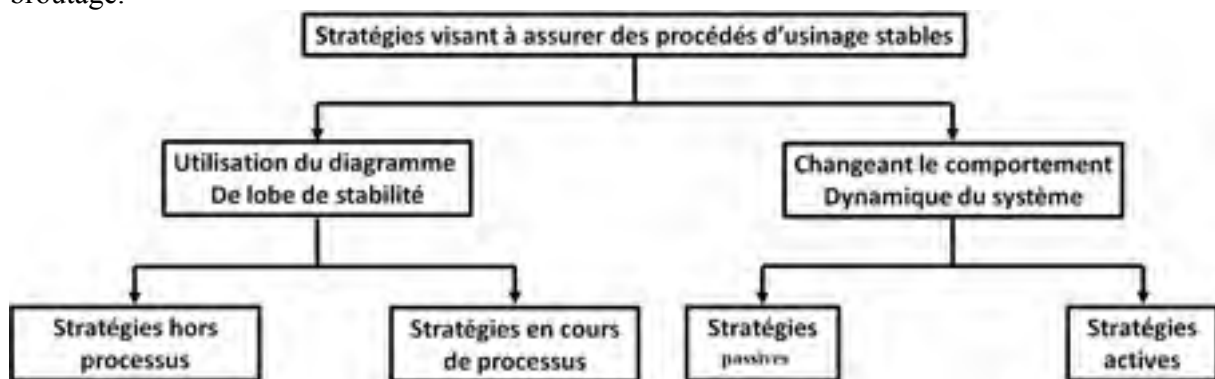 broutage.
Stratégies visant à assurer des procédés d'usinage stables
Utilisation du diagramme
De lobe de stabilité
Changeant le comportement
Dynamique du système
Stratégies hors
processus
Stratégies en cours
de processus
Stratégies
passives
Stratégies
actives